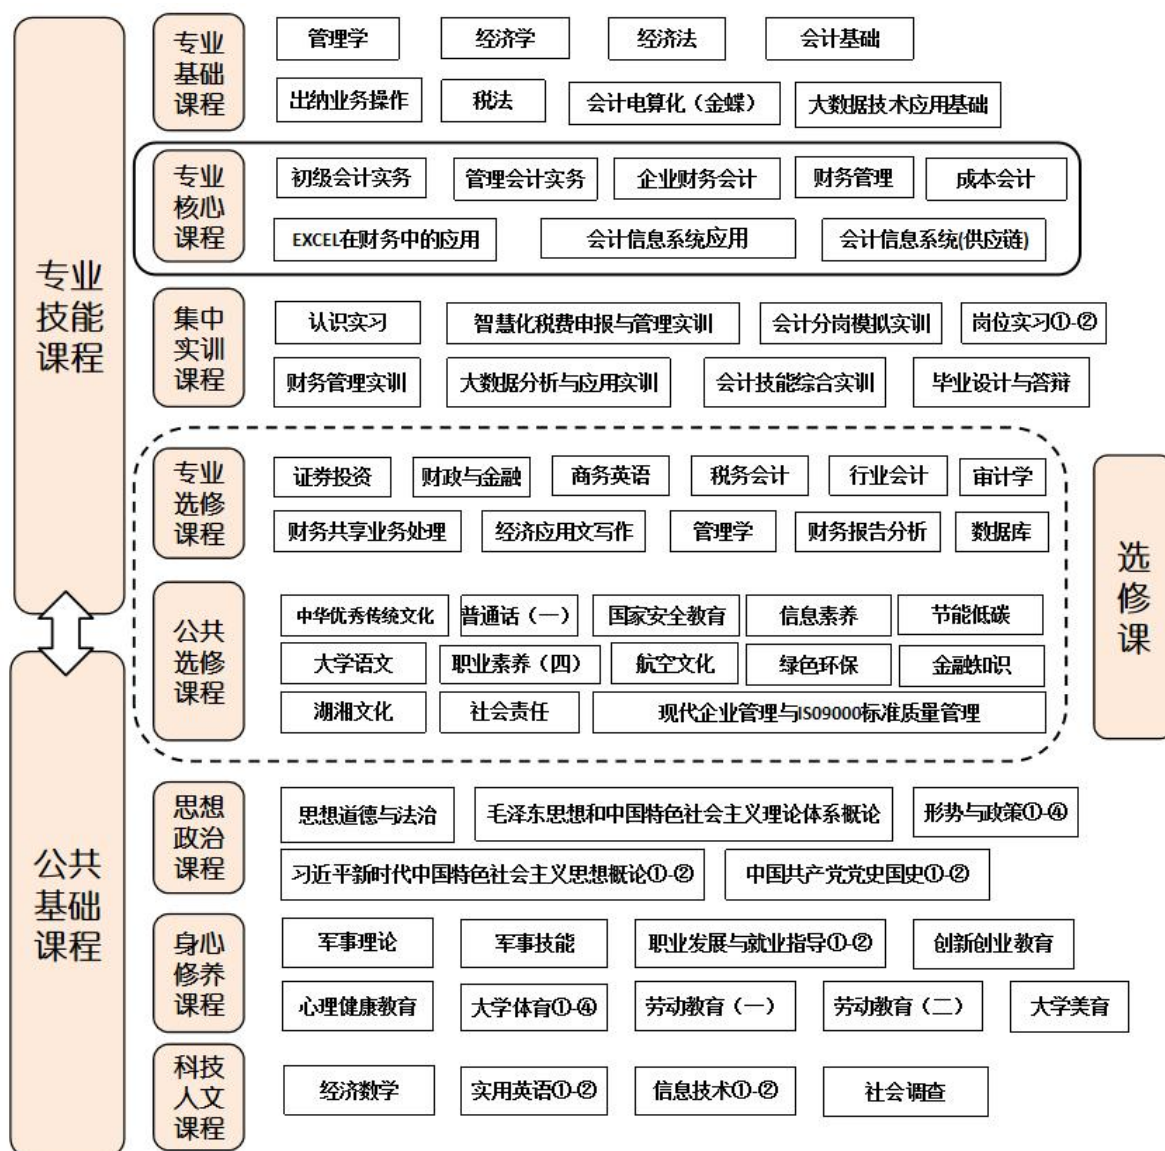 专业技能课程
专业基础课程
管理学 经济学 经济法 会计基础
出纳业务操作 税法 会计电算化（金蝶） 大数据技术应用基础
专业核心课程
初级会计实务 管理会计实务 企业财务会计 财务管理 成本会计
EXCEL在财务中的应用 会计信息系统应用 会计信息系统(供应链)
集中实训课程
认识实习 智慧化税费申报与管理实训 会计分岗模拟实训 岗位实习①-②
财务管理实训 大数据分析与应用实训 会计技能综合实训 毕业设计与答辩
专业选修课程
证券投资 财政与金融 商务英语 税务会计 行业会计 审计学
财务共享业务处理 经济应用文写作 管理学 财务报告分析 数据库
选修课
公共选修课程
中华优秀传统文化 普通话（一） 国家安全教育 信息素养 节能低碳
大学语文 职业素养（四） 航空文化 绿色环保 金融知识
湖湘文化 社会责任 现代企业管理与IS09000标准质量管理
公共基础课程
思想政治课程
思想道德与法治 毛泽东思想和中国特色社会主义理论体系概论 形势与政策①-④
习近平新时代中国特色社会主义思想概论①-② 中国共产党党史国史①-②
身心修养课程
军事理论 军事技能 职业发展与就业指导①-② 创新创业教育
心理健康教育 大学体育①-④ 劳动教育（一） 劳动教育（二） 大学美育
科技人文课程
经济数学 实用英语①-② 信息技术①-② 社会调查